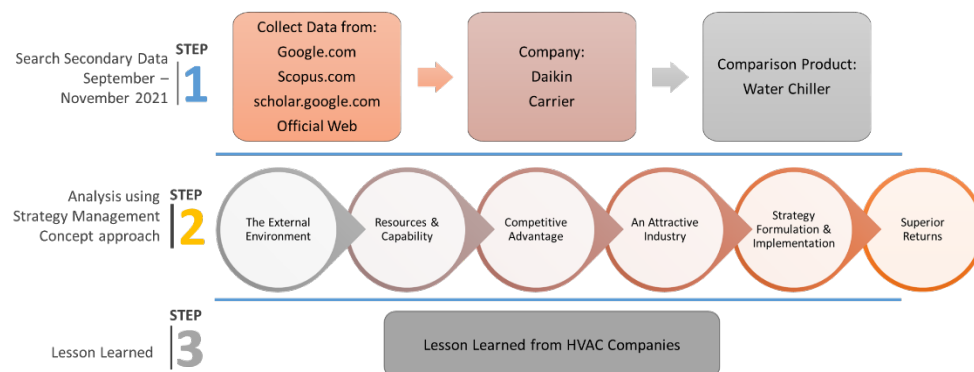 Search Secondary Data
September –
November 2021
STEP
1
Collect Data from:
Google.com
Scopus.com
scholar.google.com
Official Web
Company:
Daikin
Carrier
Comparison Product:
Water Chiller
Analysis using
Strategy Management
Concept approach
STEP
2
The External
Environment
Resources &
Capability
Competitive
Advantage
An Attractive
Industry
Strategy
Formulation &
Implementation
Superior
Returns
Lesson Learned
STEP
3
Lesson Learned from HVAC Companies